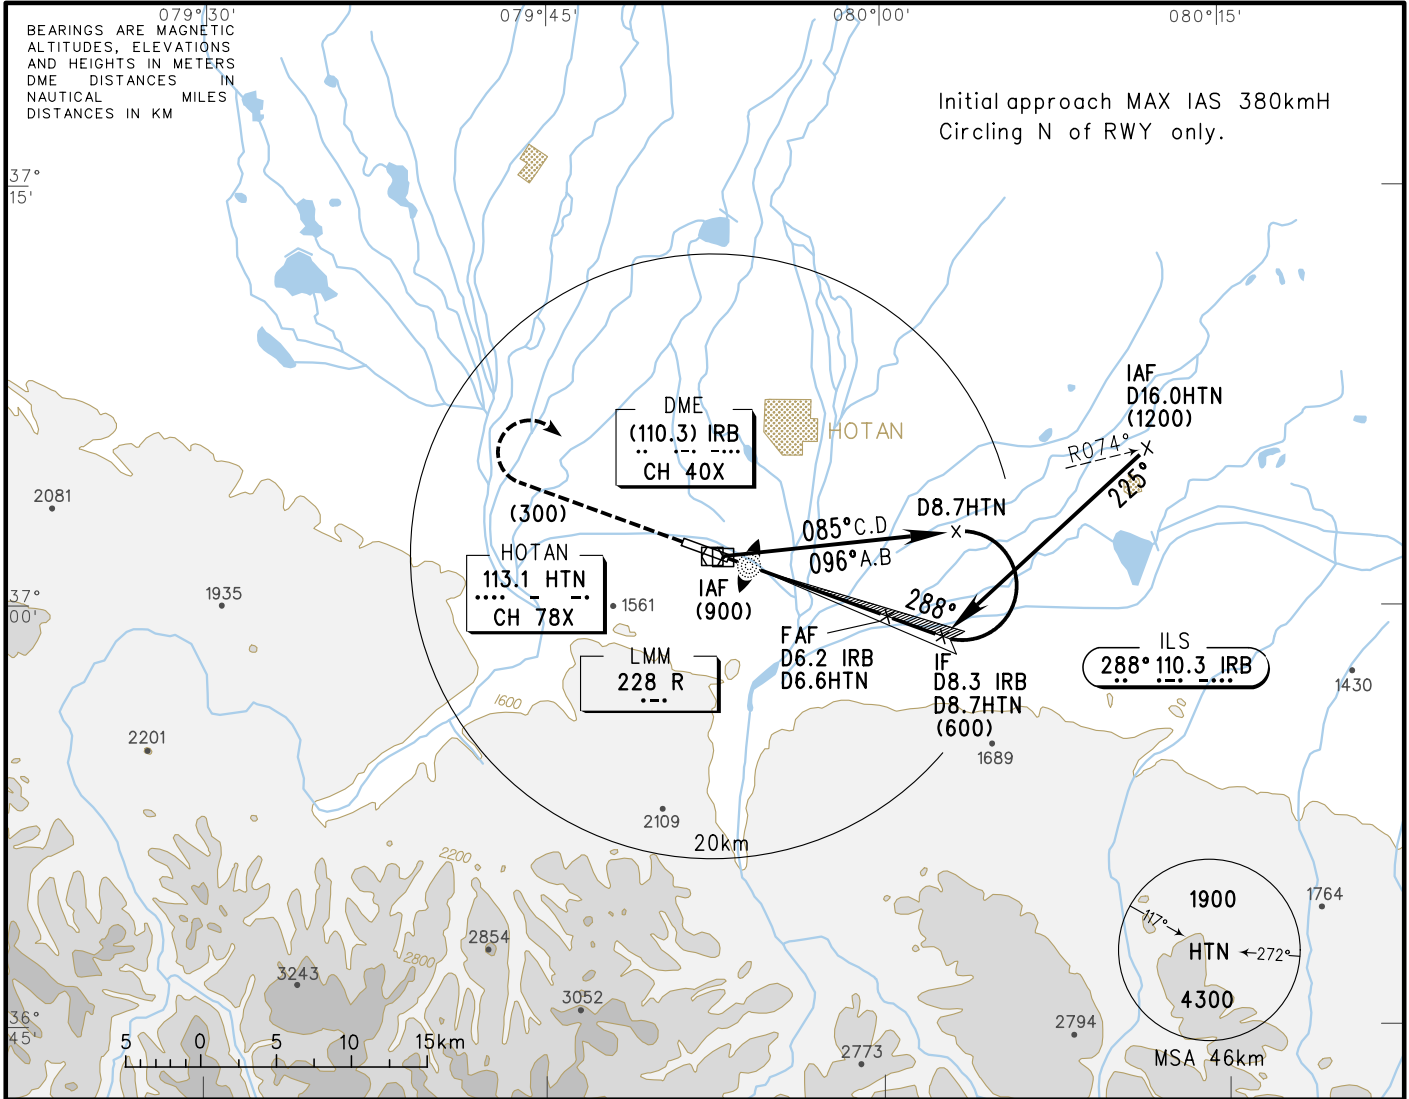 079°30'
079°45'
080°00'
080°15'
BEARINGS ARE MAGNETIC
ALTITUDES, ELEVATIONS
AND HEIGHTS IN METERS
DME DISTANCES IN
NAUTICAL MILES
DISTANCES IN KM
Initial approach MAX IAS 380kmH
Circling N of RWY only.
37°
15'
IAF
D16.0HTN
(1200)
R074°
225°
DME
(110.3) IRB
CH 40X
HOTAN
2081
(300)
D8.7HTN
085°C.D
096°A.B
HOTAN
113.1 HTN
CH 78X
IAF
(900)
288°
37°
00'
1935
1561
FAF
D6.2 IRB
D6.6HTN
IF
D8.3 IRB
D8.7HTN
(600)
ILS
288° 110.3 IRB
LMM
228 R
1430
1600
2201
1689
2109
20km
2200
2854
2800
3243
3052
1764
1900
117°
HTN
272°
4300
MSA 46km
2794
2773
36°
45'
5 0 5 10 15km